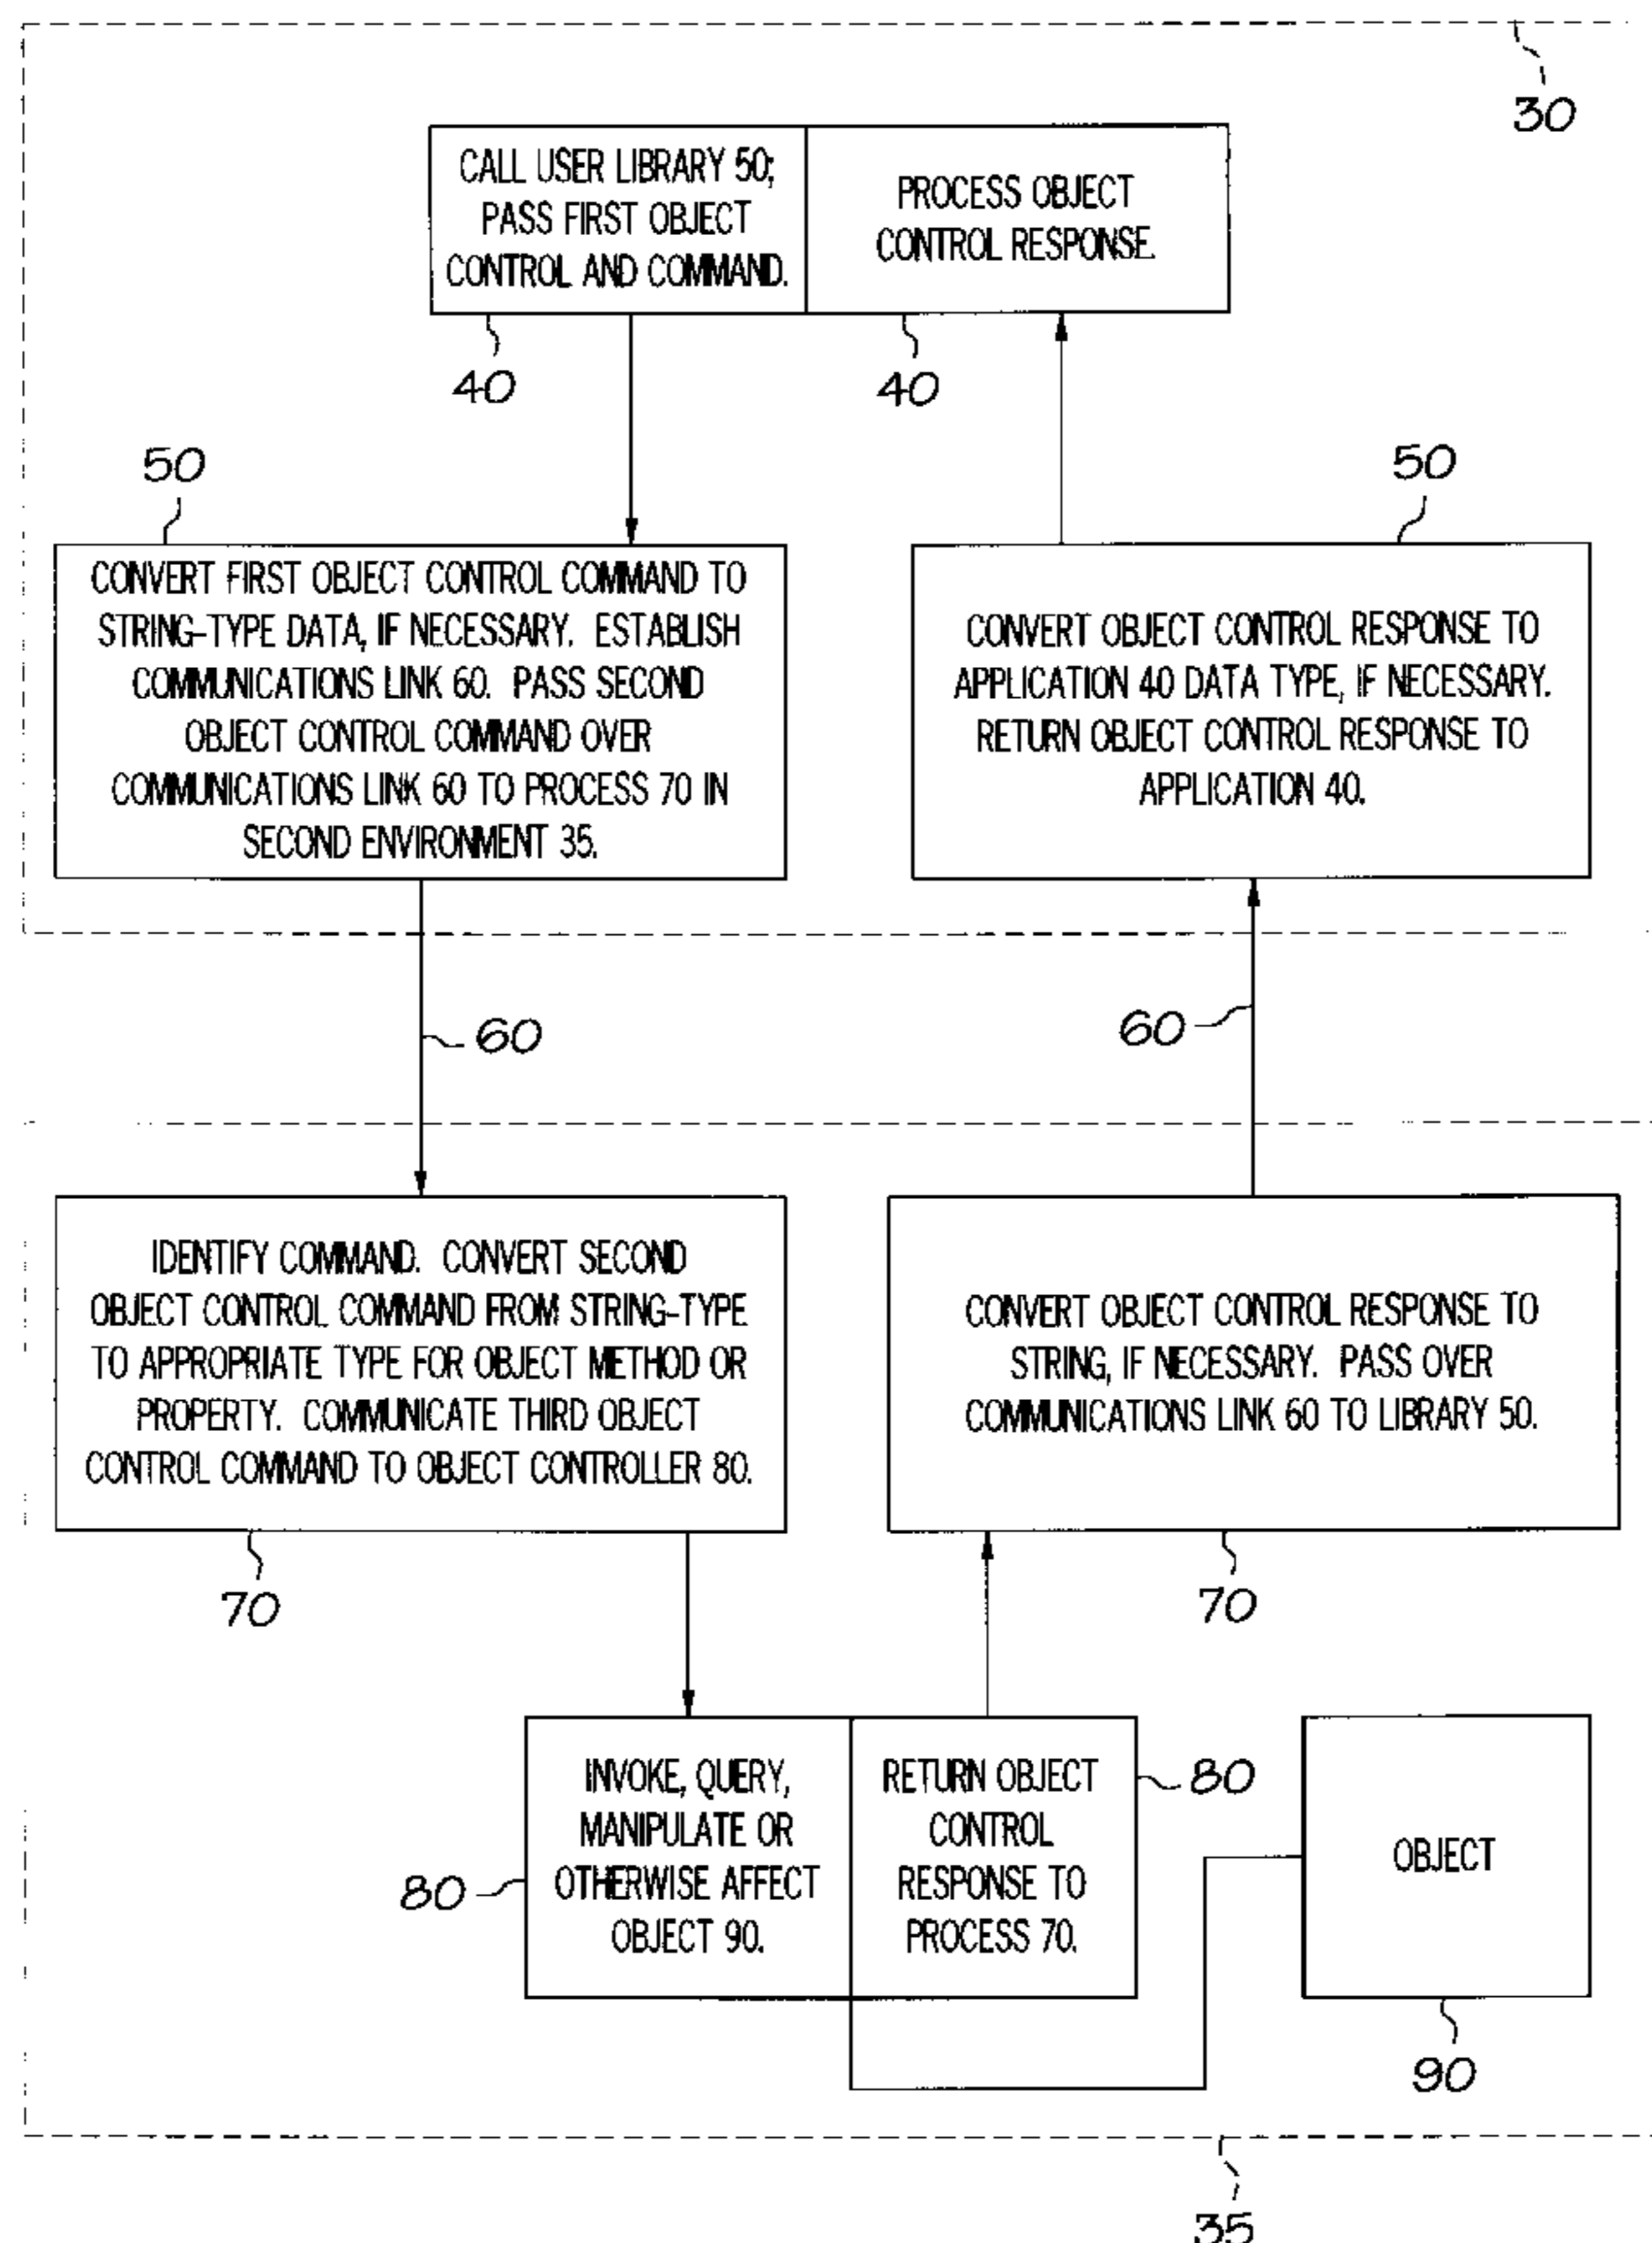 30
CALL USER LIBRARY 50;
PASS FIRST OBJECT
CONTROL AND COMMAND.
PROCESS OBJECT
CONTROL RESPONSE.
40
40
50
50
CONVERT FIRST OBJECT CONTROL COMMAND TO
STRING-TYPE DATA, IF NECESSARY. ESTABLISH
COMMUNICATIONS LINK 60. PASS SECOND
OBJECT CONTROL COMMAND OVER
COMMUNICATIONS LINK 60 TO PROCESS 70 IN
SECOND ENVIRONMENT 35.
CONVERT OBJECT CONTROL RESPONSE TO
APPLICATION 40 DATA TYPE, IF NECESSARY.
RETURN OBJECT CONTROL RESPONSE TO
APPLICATION 40.
60
60
IDENTIFY COMMAND. CONVERT SECOND
OBJECT CONTROL COMMAND FROM STRING-TYPE
TO APPROPRIATE TYPE FOR OBJECT METHOD OR
PROPERTY. COMMUNICATE THIRD OBJECT
CONTROL COMMAND TO OBJECT CONTROLLER 80.
CONVERT OBJECT CONTROL RESPONSE TO
STRING, IF NECESSARY. PASS OVER
COMMUNICATIONS LINK 60 TO LIBRARY 50.
70
70
INVOKE, QUERY,
MANIPULATE OR
OTHERWISE AFFECT
OBJECT 90.
80
RETURN OBJECT
CONTROL
RESPONSE TO
PROCESS 70.
80
OBJECT
90
35